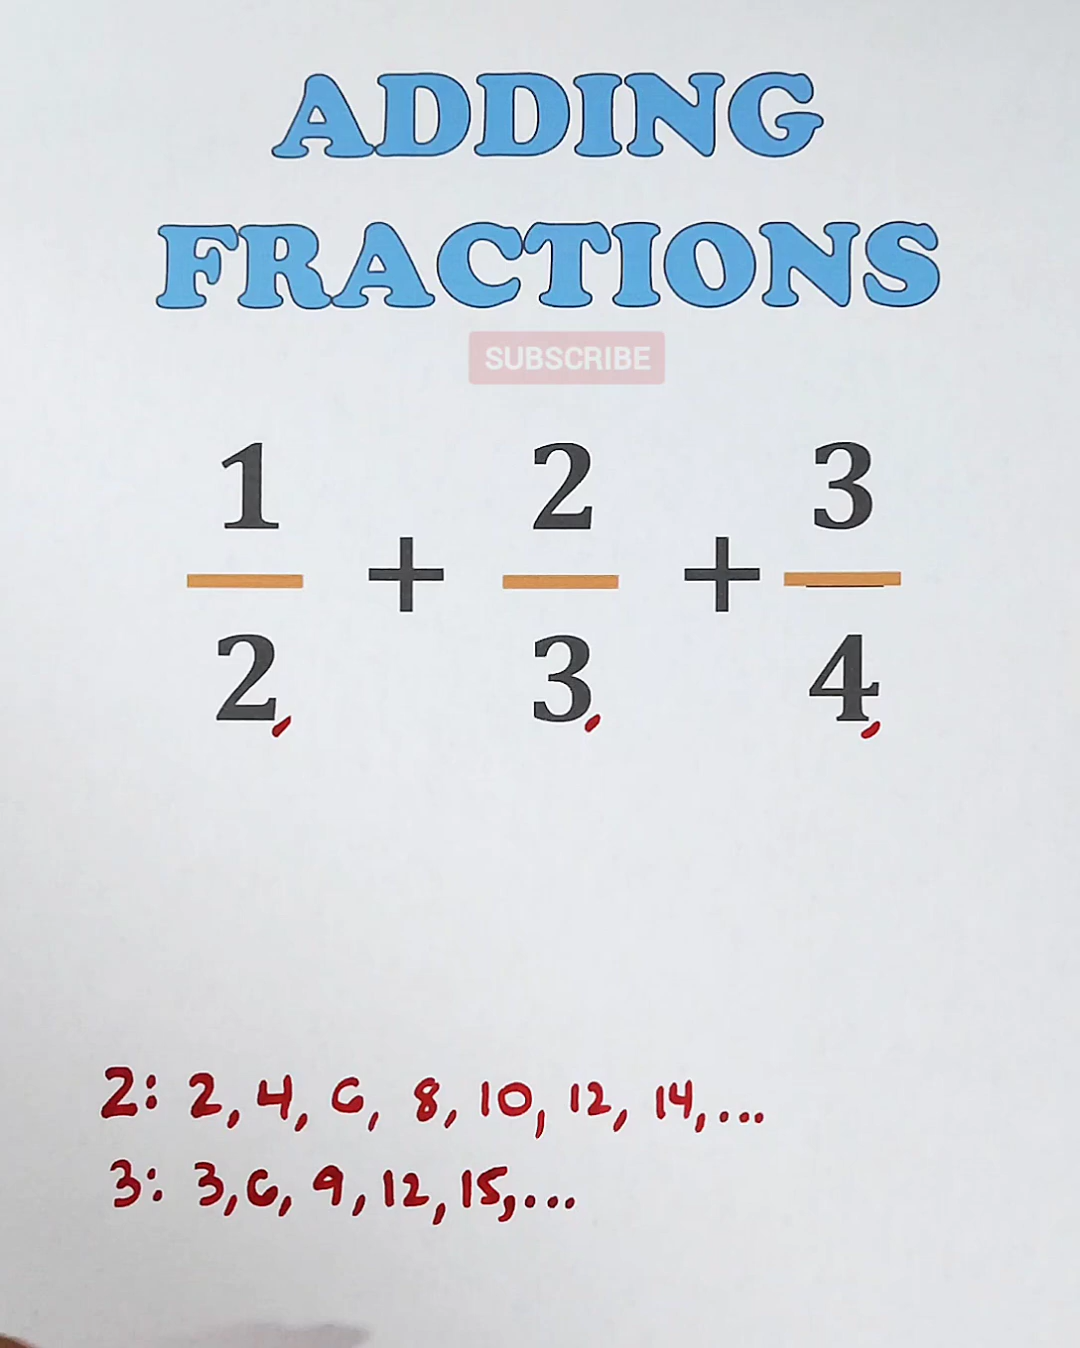 ADDING
FRACTIONS
SUBSCRIBE
1/2 + 2/3 + 3/4
2: 2, 4, 6, 8, 10, 12, 14, ...
3: 3, 6, 9, 12, 15, ...